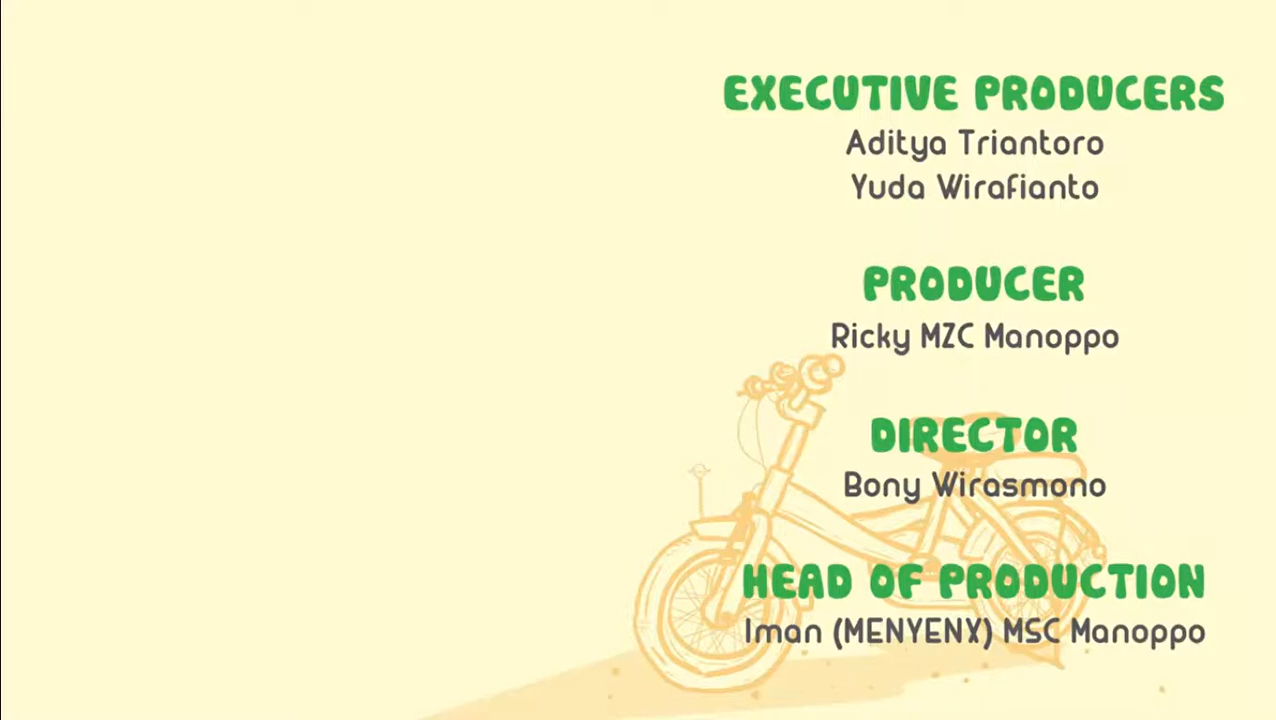 EXECUTIVE PRODUCERS
Aditya Triantoro
Yuda Wirafianto
PRODUCER
Ricky MZC Manoppo
DIRECTOR
Bony Wirasmono
HEAD OF PRODUCTION
Iman (MENYENX) MSC Manoppo